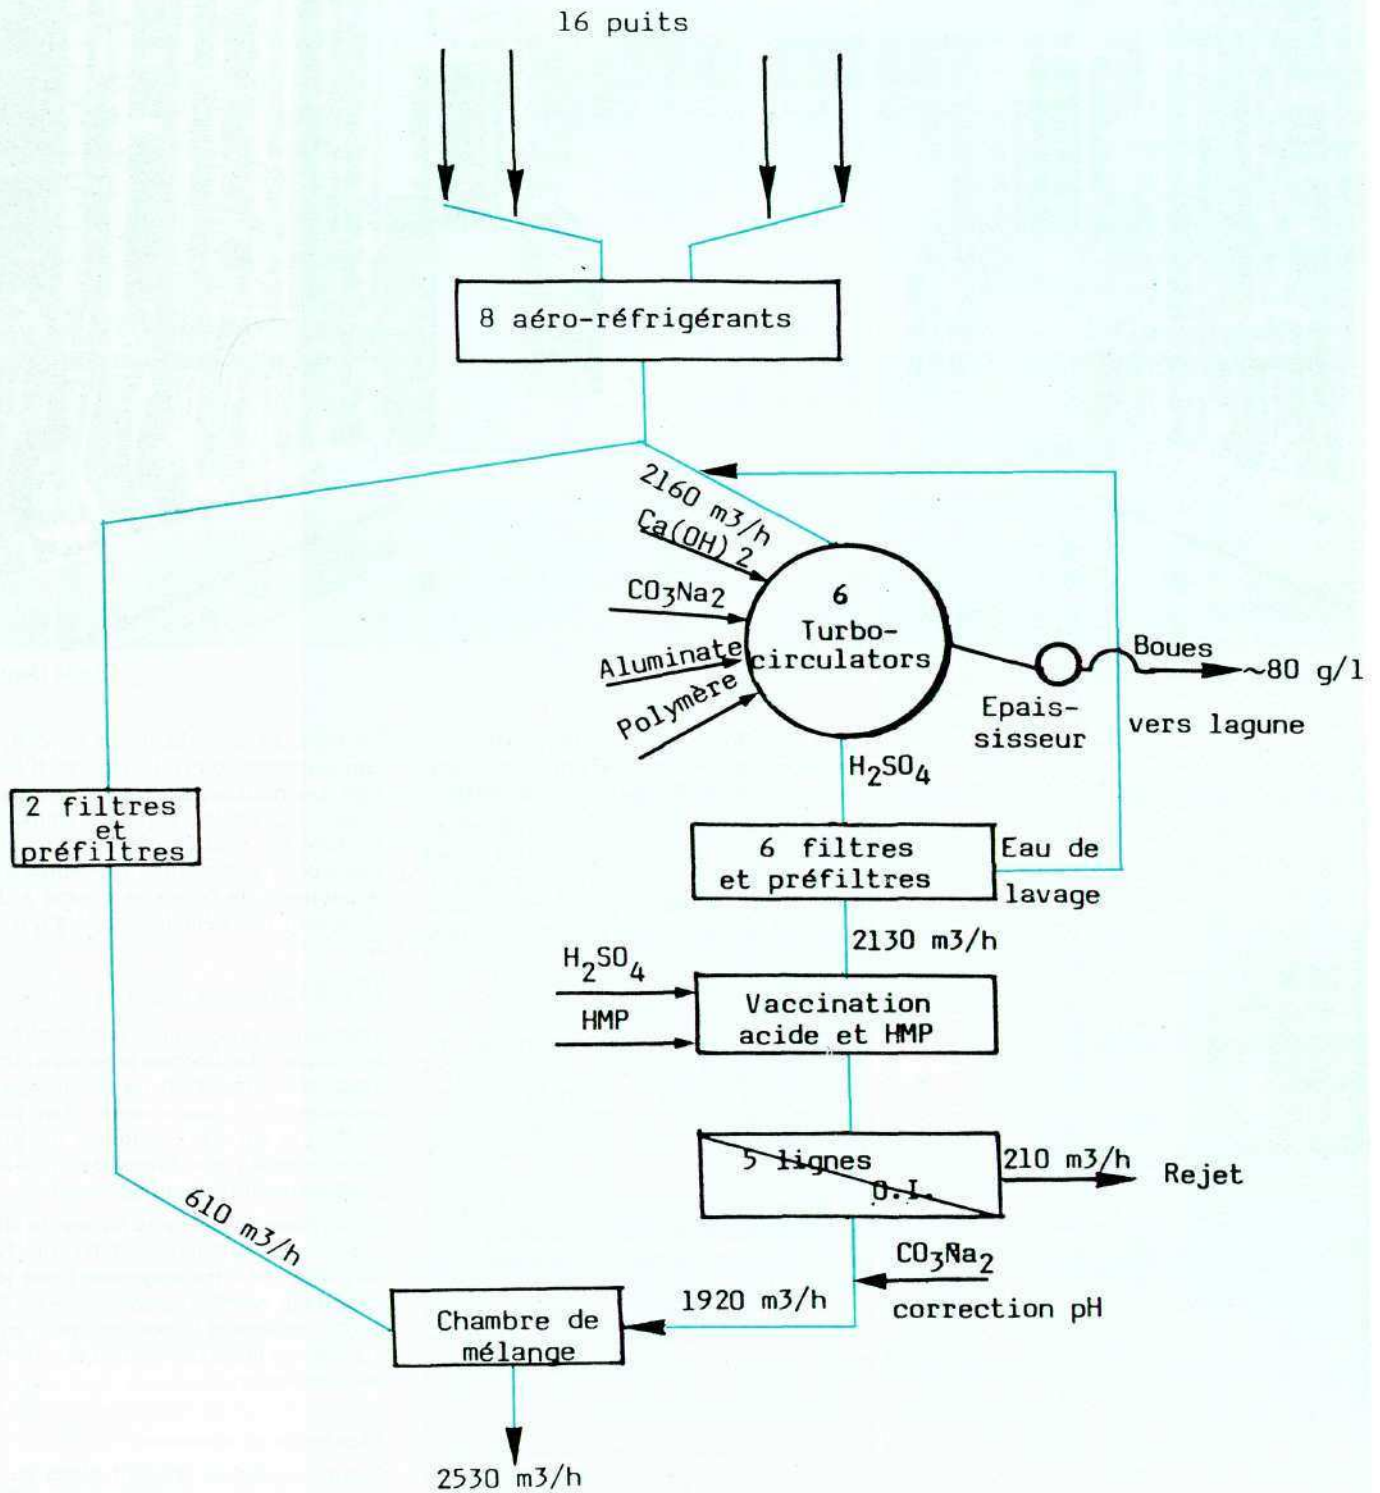 16 puits
8 aéro-réfrigérants
2160 m3/h
Ca(OH) 2
CO3Na2
Aluminate
Polymère
6
Turbo-
circulators
Boues
~80 g/l
Epais-
sisseur
vers lagune
H2SO4
2 filtres
et
préfiltres
6 filtres
et préfiltres
Eau de
lavage
2130 m3/h
H2SO4
HMP
Vaccination
acide et HMP
5 lignes
O.I.
210 m3/h
Rejet
610 m3/h
CO3Na2
correction pH
1920 m3/h
Chambre de
mélange
2530 m3/h